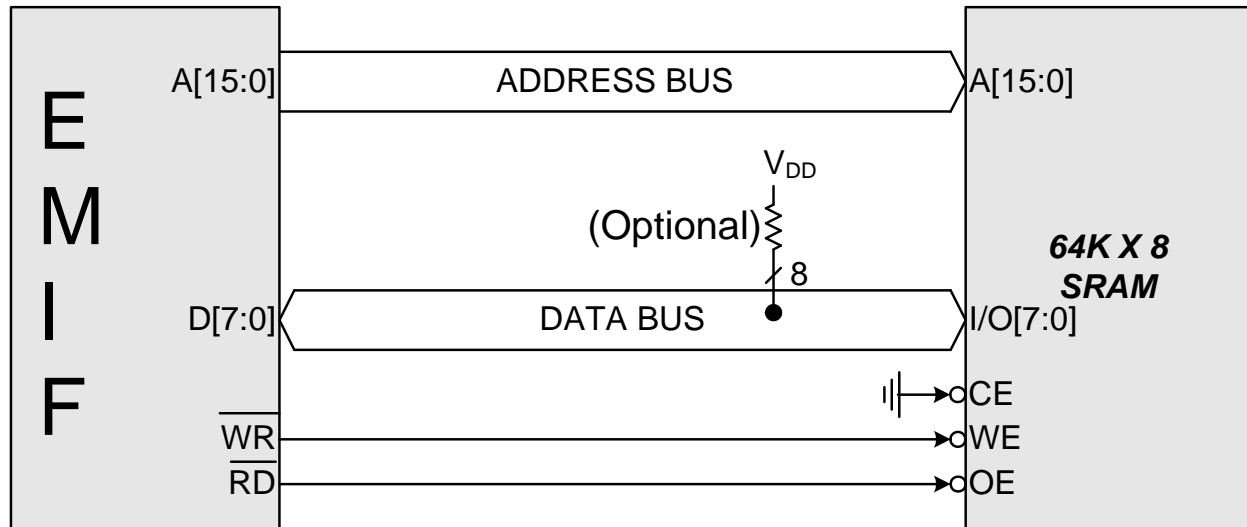 EMIF
A[15:0]
ADDRESS BUS
A[15:0]
VDD
(Optional)
8
64K X 8
SRAM
D[7:0]
DATA BUS
I/O[7:0]
CE
WR
WE
RD
OE